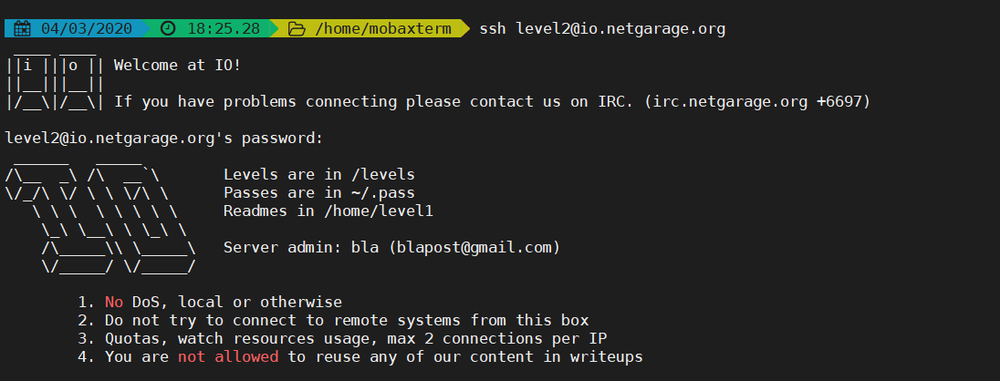 04/03/2020 18:25.28 /home/mobaxterm ssh level2@io.netgarage.org
 ____ ____
||i |||o || Welcome at IO!
||__|||__||
|/__\|/__\| If you have problems connecting please contact us on IRC. (irc.netgarage.org +6697)
level2@io.netgarage.org's password:
 ______   _____
/\__  _\ /\  __`\       Levels are in /levels
\/_/\ \/ \ \ \/\ \      Passes are in ~/.pass
   \ \ \  \ \ \ \ \     Readmes in /home/level1
    \_\ \__\ \ \_\ \
    /\_____\\ \_____\   Server admin: bla (blapost@gmail.com)
    \/_____/ \/_____/
1. No DoS, local or otherwise
2. Do not try to connect to remote systems from this box
3. Quotas, watch resources usage, max 2 connections per IP
4. You are not allowed to reuse any of our content in writeups